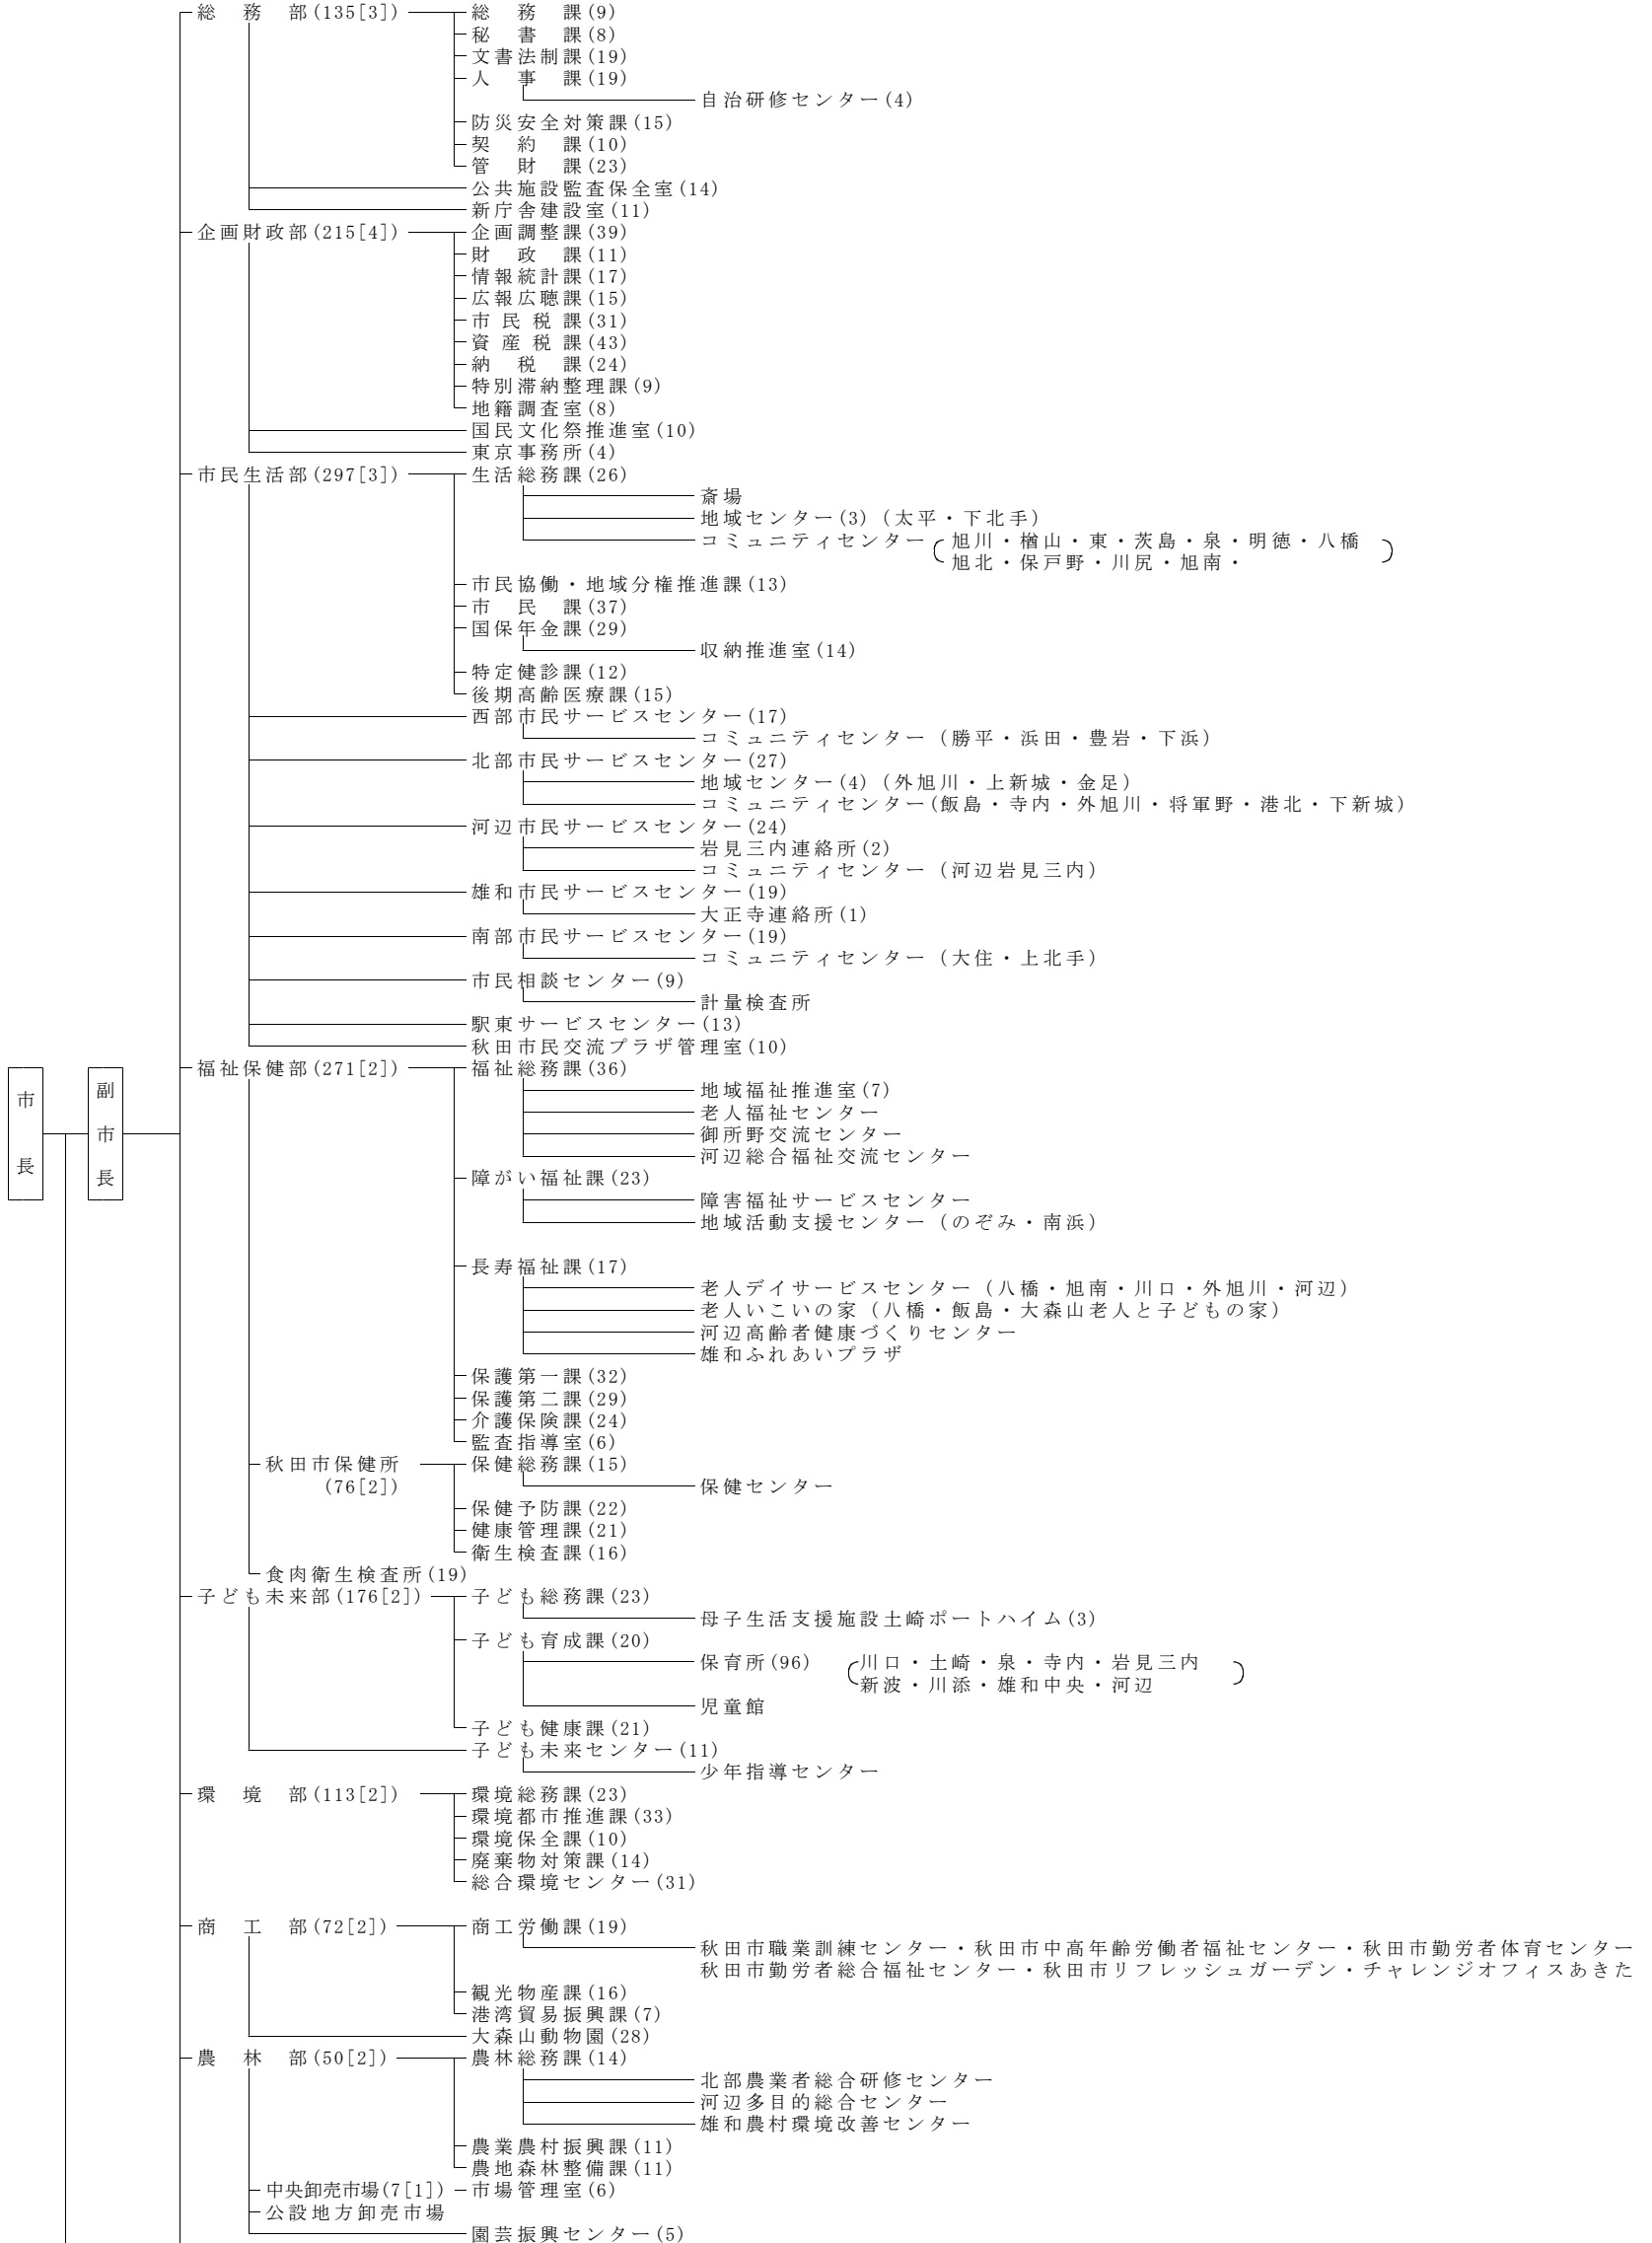 総務部(135[3]) 総務課(9)
秘書課(8)
文書法制課(19)
人事課(19)
自治研修センター(4)
防災安全対策課(15)
契約課(10)
管財課(23)
公共施設監査保全室(14)
新庁舎建設室(11)
企画財政部(215[4]) 企画調整課(39)
財政課(11)
情報統計課(17)
広報広聴課(15)
市民税課(31)
資産税課(43)
納税課(24)
特別滞納整理課(9)
地籍調査室(8)
国民文化祭推進室(10)
東京事務所(4)
市民生活部(297[3]) 生活総務課(26)
斎場
地域センター(3)(太平・下北手)
コミュニティセンター 旭川・楢山・東・茨島・泉・明徳・八橋
旭北・保戸野・川尻・旭南・
市民協働・地域分権推進課(13)
市民課(37)
国保年金課(29)
収納推進室(14)
特定健診課(12)
後期高齢医療課(15)
西部市民サービスセンター(17)
コミュニティセンター(勝平・浜田・豊岩・下浜)
北部市民サービスセンター(27)
地域センター(4)(外旭川・上新城・金足)
コミュニティセンター(飯島・寺内・外旭川・将軍野・港北・下新城)
河辺市民サービスセンター(24)
岩見三内連絡所(2)
コミュニティセンター(河辺岩見三内)
雄和市民サービスセンター(19)
大正寺連絡所(1)
南部市民サービスセンター(19)
コミュニティセンター(大住・上北手)
市民相談センター(9)
計量検査所
駅東サービスセンター(13)
秋田市民交流プラザ管理室(10)
市長 副市長
福祉保健部(271[2]) 福祉総務課(36)
地域福祉推進室(7)
老人福祉センター
御所野交流センター
河辺総合福祉交流センター
障がい福祉課(23)
障害福祉サービスセンター
地域活動支援センター(のぞみ・南浜)
長寿福祉課(17)
老人デイサービスセンター(八橋・旭南・川口・外旭川・河辺)
老人いこいの家(八橋・飯島・大森山老人と子どもの家)
河辺高齢者健康づくりセンター
雄和ふれあいプラザ
保護第一課(32)
保護第二課(29)
介護保険課(24)
監査指導室(6)
秋田市保健所 保健総務課(15)
(76[2]) 保健センター
保健予防課(22)
健康管理課(21)
衛生検査課(16)
食肉衛生検査所(19)
子ども未来部(176[2]) 子ども総務課(23)
母子生活支援施設土崎ポートハイム(3)
子ども育成課(20)
保育所(96) 川口・土崎・泉・寺内・岩見三内
新波・川添・雄和中央・河辺
児童館
子ども健康課(21)
子ども未来センター(11)
少年指導センター
環境部(113[2]) 環境総務課(23)
環境都市推進課(33)
環境保全課(10)
廃棄物対策課(14)
総合環境センター(31)
商工部(72[2]) 商工労働課(19)
秋田市職業訓練センター・秋田市中高年齢労働者福祉センター・秋田市勤労者体育センター
秋田市勤労者総合福祉センター・秋田市リフレッシュガーデン・チャレンジオフィスあきた
観光物産課(16)
港湾貿易振興課(7)
大森山動物園(28)
農林部(50[2]) 農林総務課(14)
北部農業者総合研修センター
河辺多目的総合センター
雄和農村環境改善センター
農業農村振興課(11)
農地森林整備課(11)
中央卸売市場(7[1]) 市場管理室(6)
公設地方卸売市場
園芸振興センター(5)